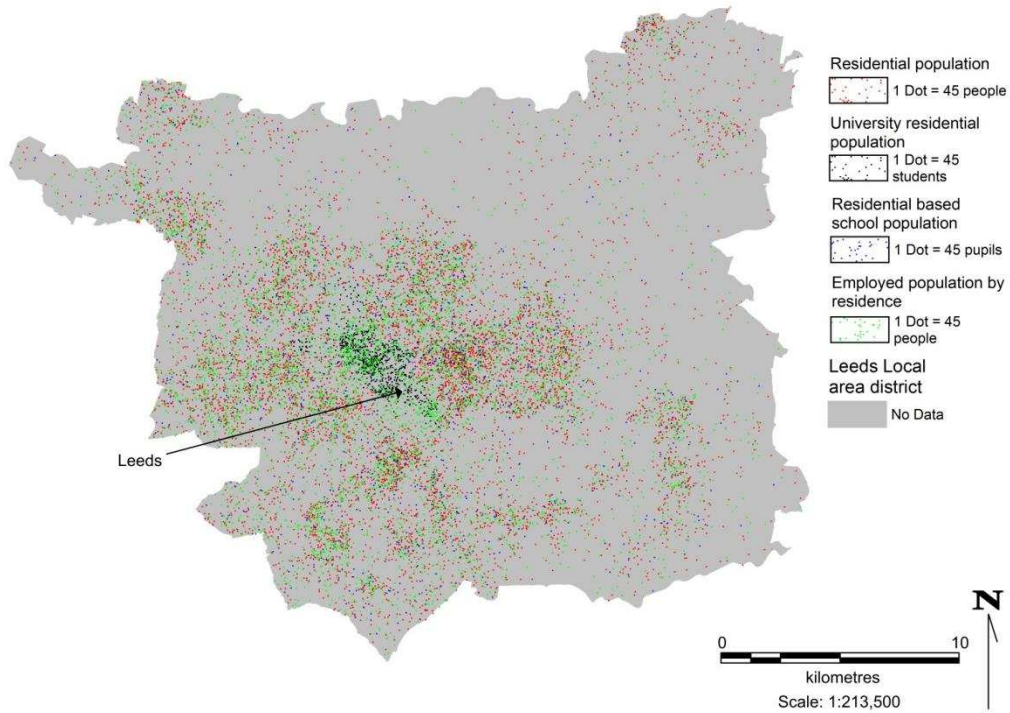 Residential population
1 Dot = 45 people
University residential
population
1 Dot = 45
students
Residential based
school population
1 Dot = 45 pupils
Employed population by
residence
1 Dot = 45
people
Leeds Local
area district
No Data
Leeds
N
0 10
kilometres
Scale: 1:213,500